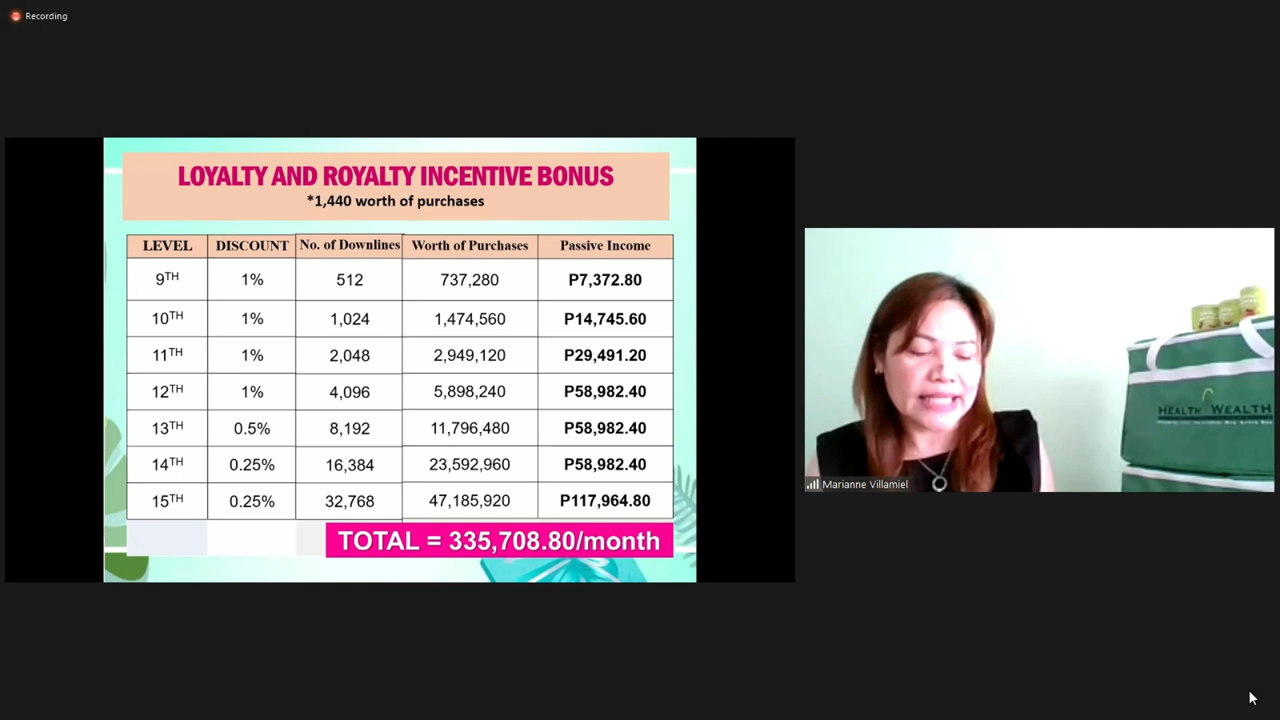 Recording
LOYALTY AND ROYALTY INCENTIVE BONUS
*1,440 worth of purchases
LEVEL DISCOUNT No. of Downlines Worth of Purchases Passive Income
9TH 1% 512 737,280 P7,372.80
10TH 1% 1,024 1,474,560 P14,745.60
11TH 1% 2,048 2,949,120 P29,491.20
12TH 1% 4,096 5,898,240 P58,982.40
13TH 0.5% 8,192 11,796,480 P58,982.40
14TH 0.25% 16,384 23,592,960 P58,982.40
15TH 0.25% 32,768 47,185,920 P117,964.80
TOTAL = 335,708.80/month
HEALTH WEALTH
Marianne Villamiel